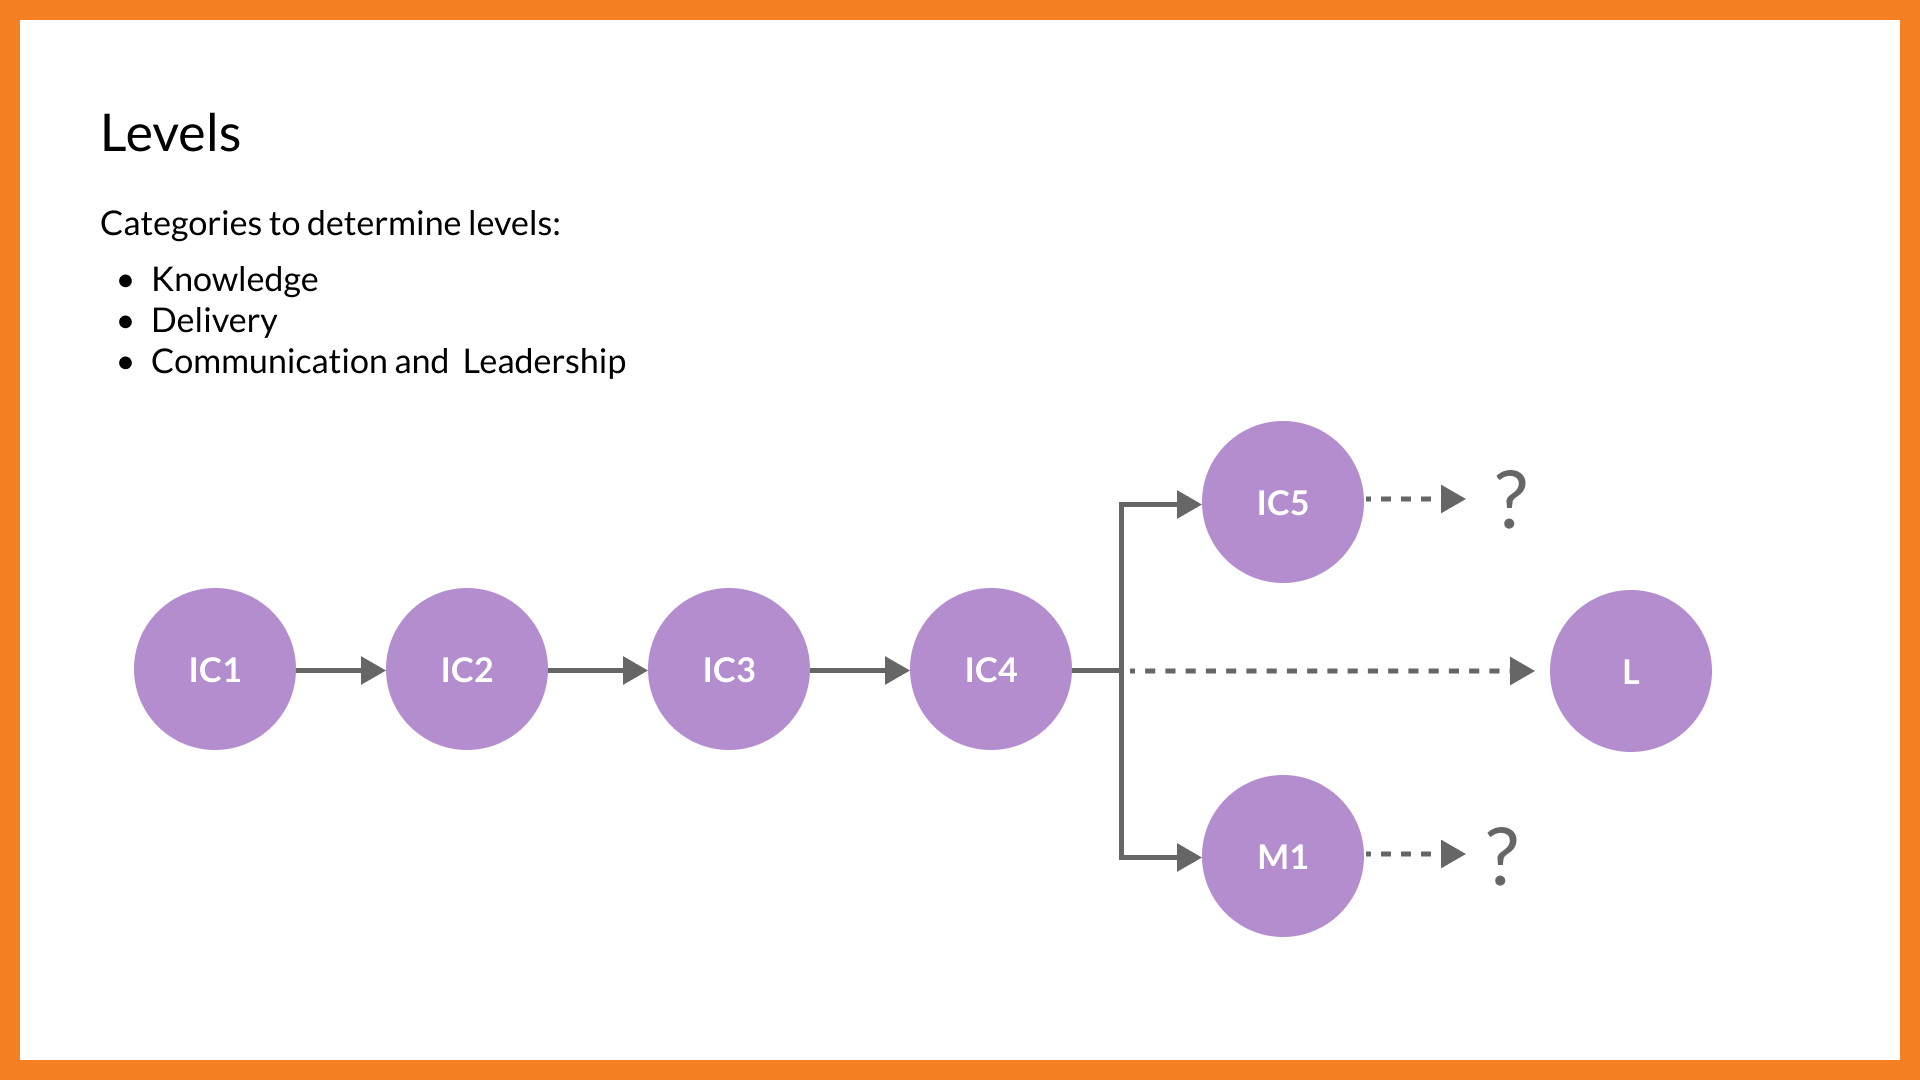 Levels
Categories to determine levels:
• Knowledge
• Delivery
• Communication and  Leadership
IC5
?
IC1
IC2
IC3
IC4
L
M1
?